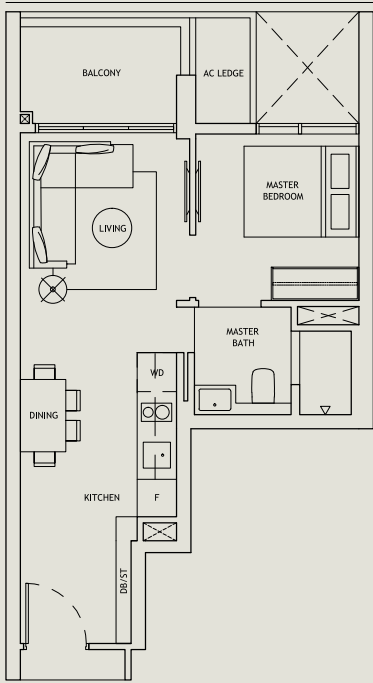 BALCONY
AC LEDGE
MASTER
BEDROOM
LIVING
MASTER
BATH
WD
DINING
KITCHEN
F
DB/ST